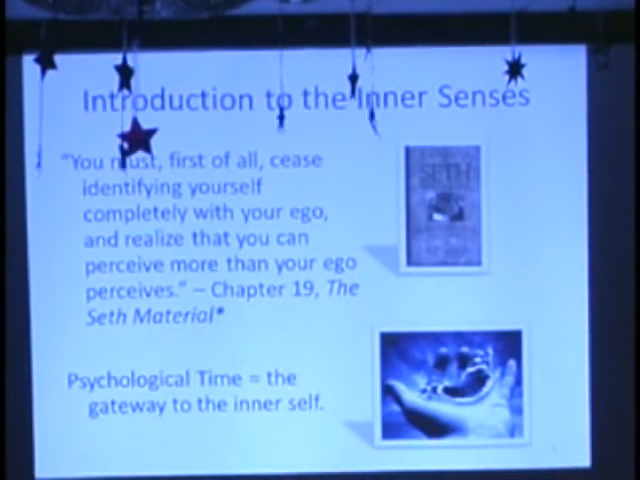 Introduction to the Inner Senses
"You must, first of all, cease
identifying yourself
completely with your ego,
and realize that you can
perceive more than your ego
perceives." – Chapter 19, The
Seth Material*
SETH
Psychological Time = the
gateway to the inner self.